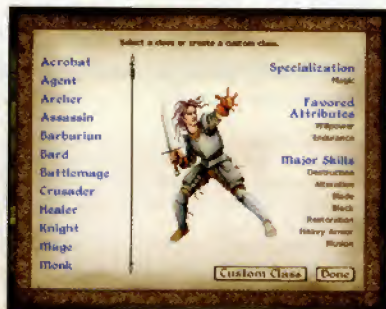 Select a class or create a custom class.
Acrobat
Agent
Archer
Assassin
Barbarian
Bard
Battlemage
Crusader
Healer
Knight
Mage
Monk
Specialization
Magic
Favored
Attributes
Willpower
Endurance
Major Skills
Destruction
Alteration
Blade
Block
Restoration
Heavy Armor
Illusion
Custom Class
Done